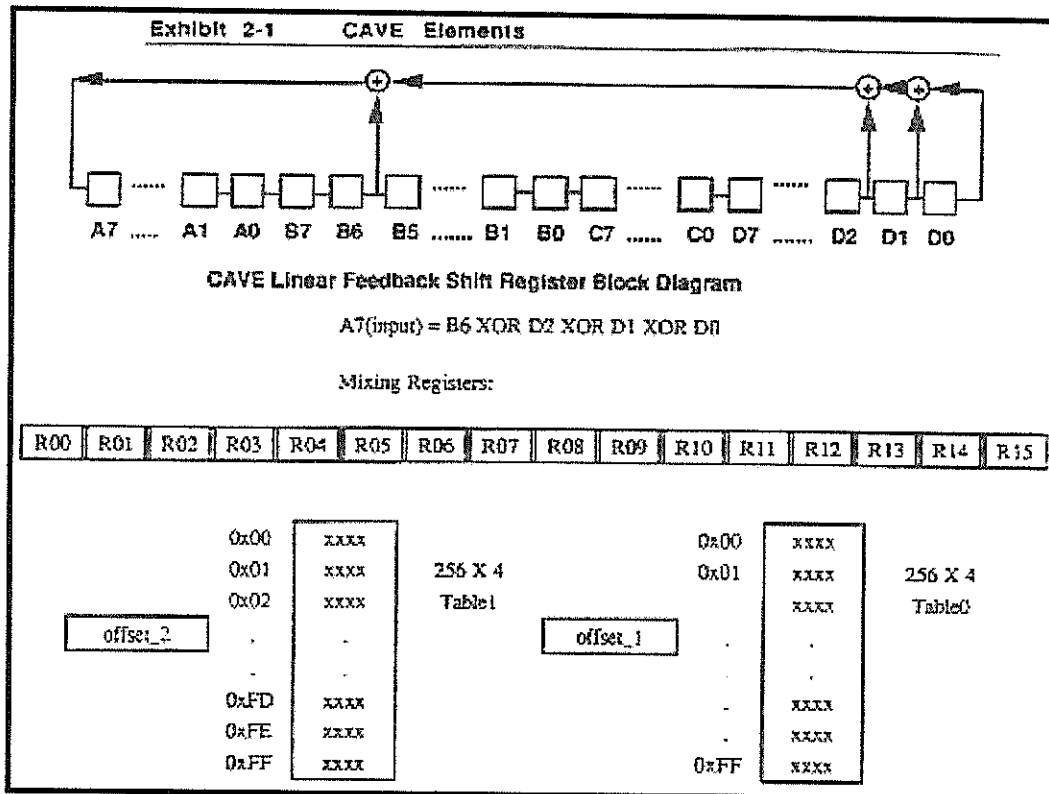 Exhibit 2-1 CAVE Elements
A7 ..... A1 A0 B7 B6 B5 ....... B1 B0 C7 ...... C0 D7 ....... D2 D1 D0
CAVE Linear Feedback Shift Register Block Diagram
A7(input) = B6 XOR D2 XOR D1 XOR D0
Mixing Registers:
R00 R01 R02 R03 R04 R05 R06 R07 R08 R09 R10 R11 R12 R13 R14 R15
0x00 xxxx
0x01 xxxx 256 X 4
0x02 xxxx Table1
offset_2 . .
. .
0xFD xxxx
0xFE xxxx
0xFF xxxx
0x00 xxxx
0x01 xxxx 256 X 4
xxxx Table0
offset_1 . .
. .
. xxxx
. xxxx
0xFF xxxx